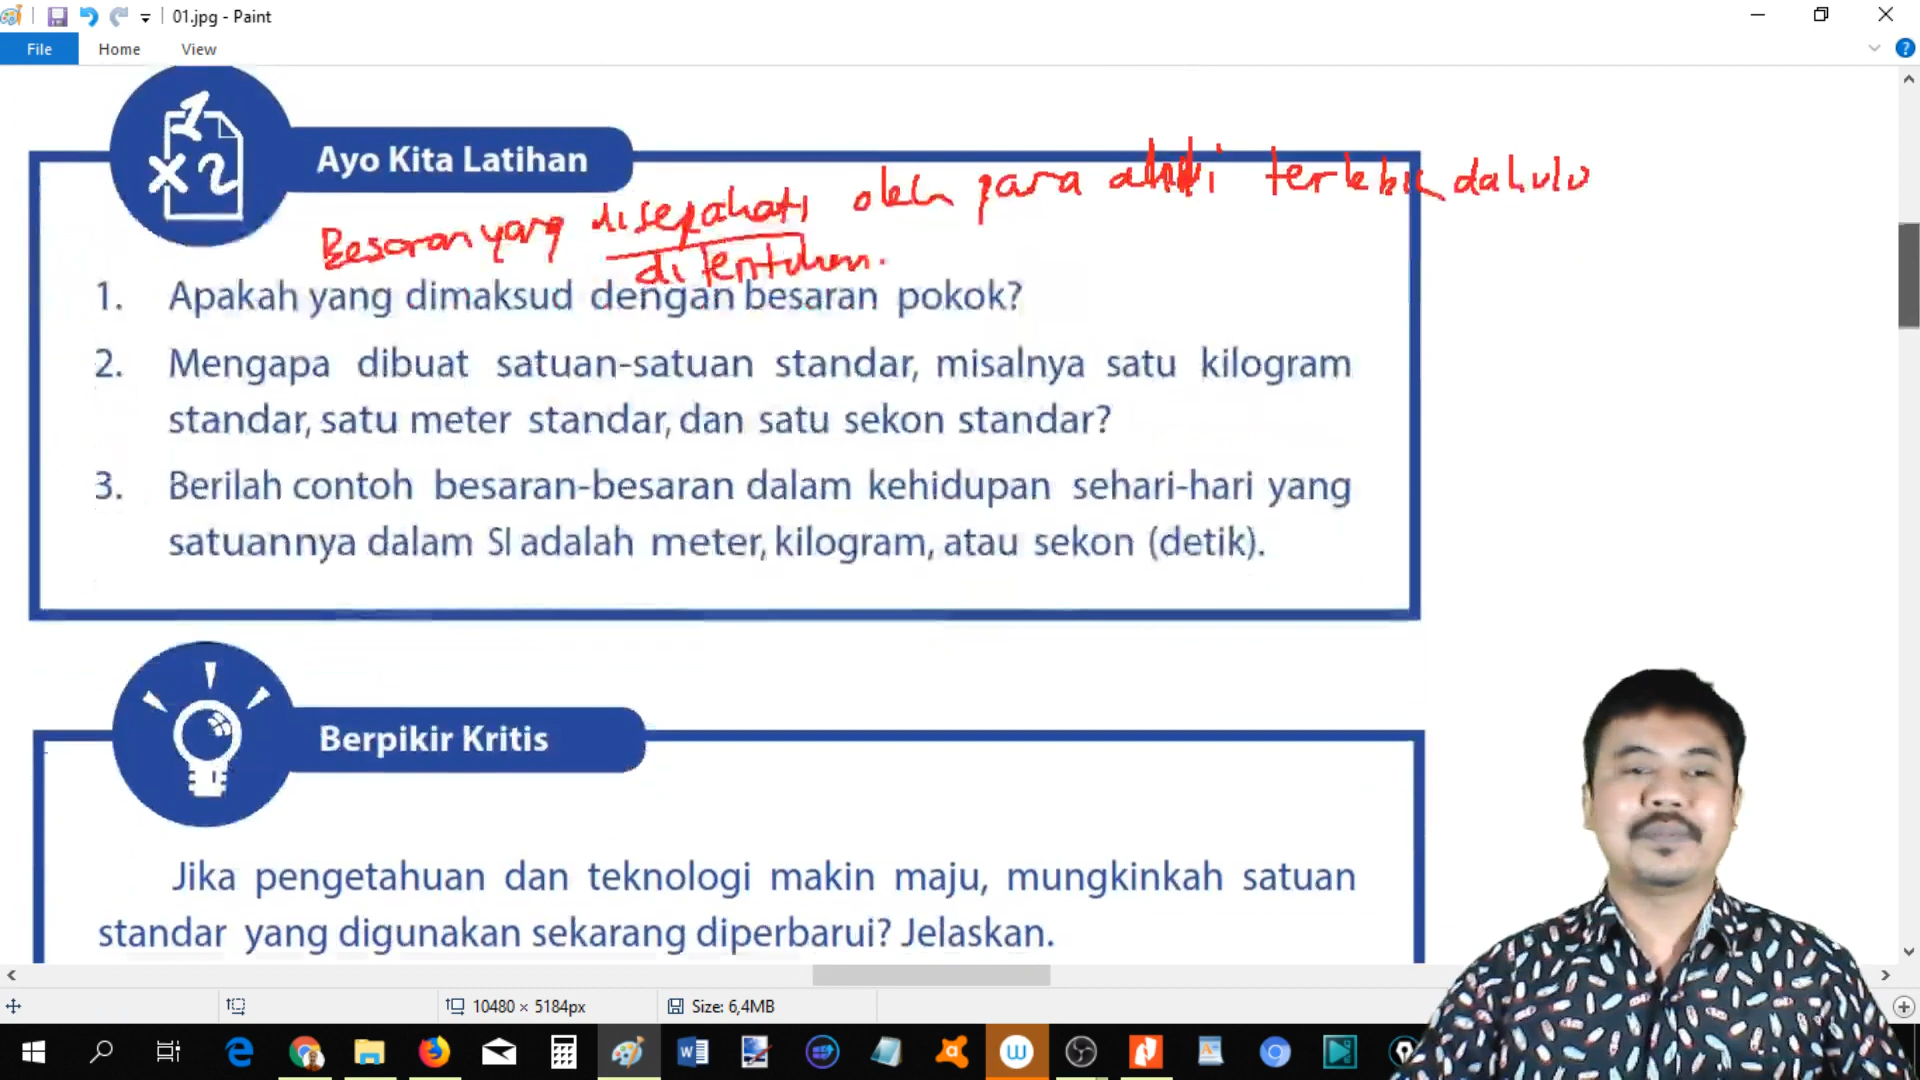 01.jpg - Paint
File Home View
Ayo Kita Latihan
Besaran yang disepakati oleh para ahli terlebih dahulu
ditentukan.
1. Apakah yang dimaksud dengan besaran pokok?
2. Mengapa dibuat satuan-satuan standar, misalnya satu kilogram
standar, satu meter standar, dan satu sekon standar?
3. Berilah contoh besaran-besaran dalam kehidupan sehari-hari yang
satuannya dalam SI adalah meter, kilogram, atau sekon (detik).
Berpikir Kritis
Jika pengetahuan dan teknologi makin maju, mungkinkah satuan
standar yang digunakan sekarang diperbarui? Jelaskan.
10480 × 5184px Size: 6,4MB